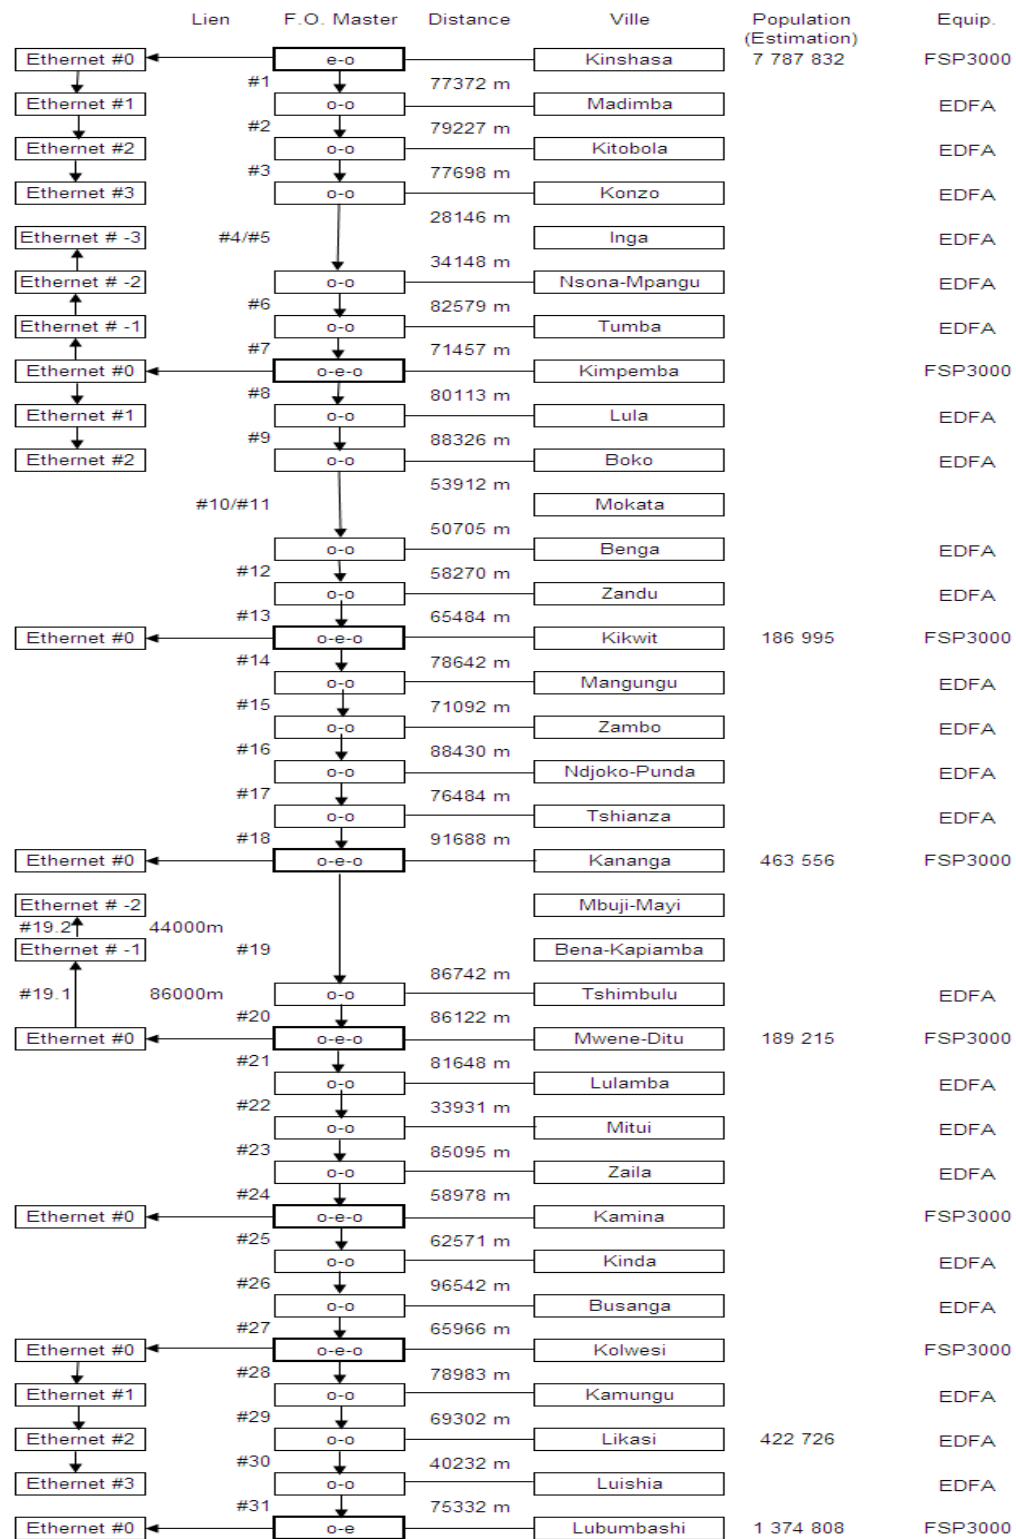 Lien F.O. Master Distance Ville Population Equip.
(Estimation)
Ethernet #0 e-o Kinshasa 7 787 832 FSP3000
#1 77372 m
Ethernet #1 o-o Madimba EDFA
#2 79227 m
Ethernet #2 o-o Kitobola EDFA
#3 77698 m
Ethernet #3 o-o Konzo EDFA
28146 m
Ethernet # -3 #4/#5 Inga EDFA
34148 m
Ethernet # -2 o-o Nsona-Mpangu EDFA
#6 82579 m
Ethernet # -1 o-o Tumba EDFA
#7 71457 m
Ethernet #0 o-e-o Kimpemba FSP3000
#8 80113 m
Ethernet #1 o-o Lula EDFA
#9 88326 m
Ethernet #2 o-o Boko EDFA
53912 m
#10/#11 Mokata
50705 m
o-o Benga EDFA
#12 58270 m
o-o Zandu EDFA
#13 65484 m
Ethernet #0 o-e-o Kikwit 186 995 FSP3000
#14 78642 m
o-o Mangungu EDFA
#15 71092 m
o-o Zambo EDFA
#16 88430 m
o-o Ndjoko-Punda EDFA
#17 76484 m
o-o Tshianza EDFA
#18 91688 m
Ethernet #0 o-e-o Kananga 463 556 FSP3000
Ethernet # -2 Mbuji-Mayi
#19.2 44000m
Ethernet # -1 #19 Bena-Kapiamba
86742 m
#19.1 86000m o-o Tshimbulu EDFA
#20 86122 m
Ethernet #0 o-e-o Mwene-Ditu 189 215 FSP3000
#21 81648 m
o-o Lulamba EDFA
#22 33931 m
o-o Mitui EDFA
#23 85095 m
o-o Zaila EDFA
#24 58978 m
Ethernet #0 o-e-o Kamina FSP3000
#25 62571 m
o-o Kinda EDFA
#26 96542 m
o-o Busanga EDFA
#27 65966 m
Ethernet #0 o-e-o Kolwesi FSP3000
#28 78983 m
Ethernet #1 o-o Kamungu EDFA
#29 69302 m
Ethernet #2 o-o Likasi 422 726 EDFA
#30 40232 m
Ethernet #3 o-o Luishia EDFA
#31 75332 m
Ethernet #0 o-e Lubumbashi 1 374 808 FSP3000